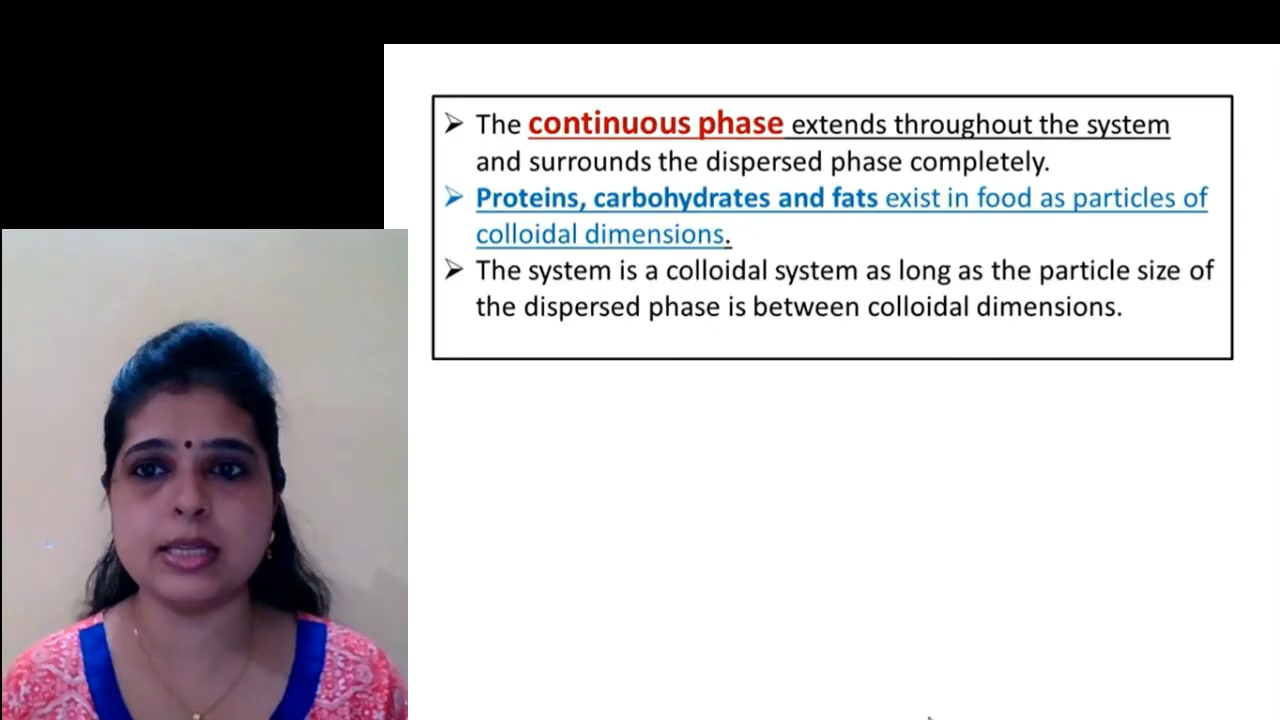 The continuous phase extends throughout the system
and surrounds the dispersed phase completely.
Proteins, carbohydrates and fats exist in food as particles of
colloidal dimensions.
The system is a colloidal system as long as the particle size of
the dispersed phase is between colloidal dimensions.